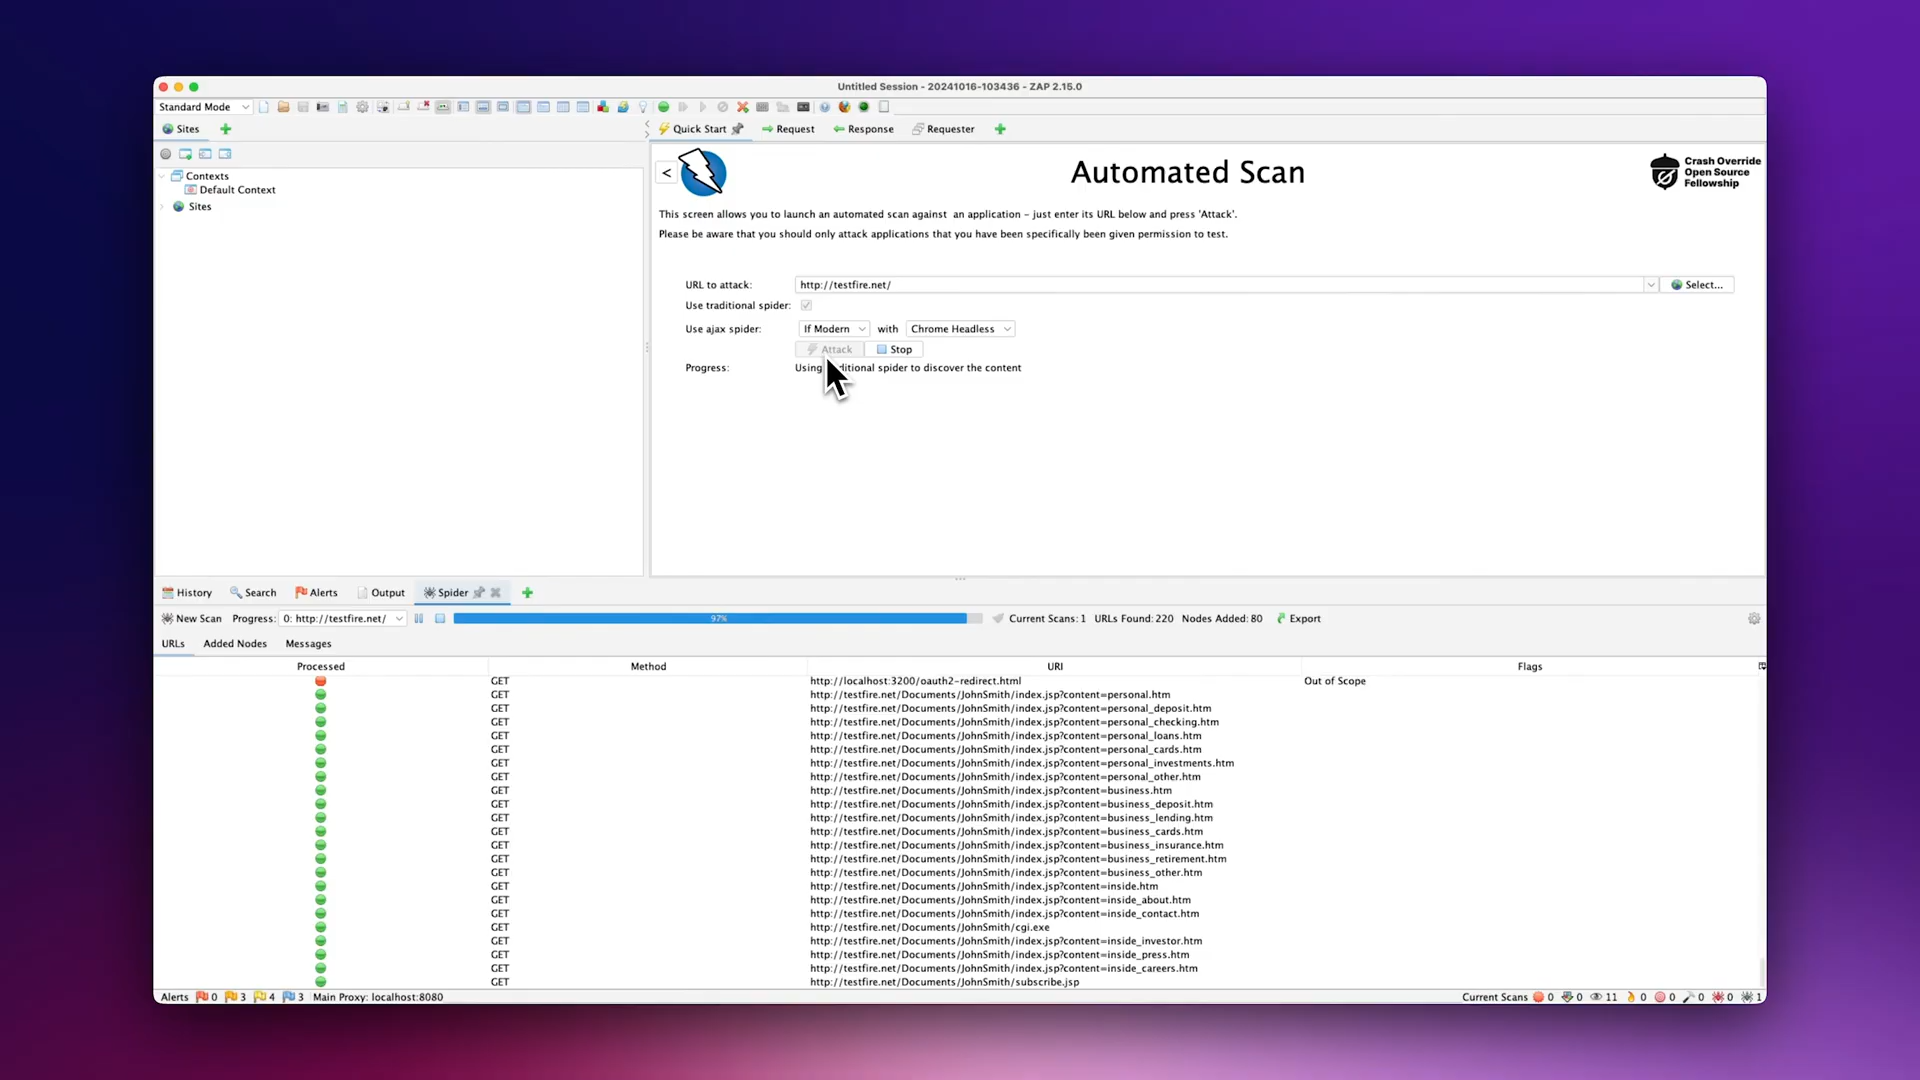 Untitled Session - 20241016-103436 - ZAP 2.15.0
Standard Mode
Sites
Quick Start
Request
Response
Requester
Contexts
Default Context
Sites
<
Automated Scan
Crash Override
Open Source
Fellowship
This screen allows you to launch an automated scan against an application - just enter its URL below and press 'Attack'.
Please be aware that you should only attack applications that you have been specifically been given permission to test.
URL to attack: http://testfire.net/ Select...
Use traditional spider:
Use ajax spider: If Modern with Chrome Headless
Attack Stop
Progress: Using ditional spider to discover the content
History Search Alerts Output Spider
New Scan Progress: 0: http://testfire.net/ 97% Current Scans: 1 URLs Found: 220 Nodes Added: 80 Export
URLs Added Nodes Messages
Processed Method URI Flags
GET http://localhost:3200/oauth2-redirect.html Out of Scope
GET http://testfire.net/Documents/JohnSmith/index.jsp?content=personal.htm
GET http://testfire.net/Documents/JohnSmith/index.jsp?content=personal_deposit.htm
GET http://testfire.net/Documents/JohnSmith/index.jsp?content=personal_checking.htm
GET http://testfire.net/Documents/JohnSmith/index.jsp?content=personal_loans.htm
GET http://testfire.net/Documents/JohnSmith/index.jsp?content=personal_cards.htm
GET http://testfire.net/Documents/JohnSmith/index.jsp?content=personal_investments.htm
GET http://testfire.net/Documents/JohnSmith/index.jsp?content=personal_other.htm
GET http://testfire.net/Documents/JohnSmith/index.jsp?content=business.htm
GET http://testfire.net/Documents/JohnSmith/index.jsp?content=business_deposit.htm
GET http://testfire.net/Documents/JohnSmith/index.jsp?content=business_lending.htm
GET http://testfire.net/Documents/JohnSmith/index.jsp?content=business_cards.htm
GET http://testfire.net/Documents/JohnSmith/index.jsp?content=business_insurance.htm
GET http://testfire.net/Documents/JohnSmith/index.jsp?content=business_retirement.htm
GET http://testfire.net/Documents/JohnSmith/index.jsp?content=business_other.htm
GET http://testfire.net/Documents/JohnSmith/index.jsp?content=inside.htm
GET http://testfire.net/Documents/JohnSmith/index.jsp?content=inside_about.htm
GET http://testfire.net/Documents/JohnSmith/index.jsp?content=inside_contact.htm
GET http://testfire.net/Documents/JohnSmith/cgi.exe
GET http://testfire.net/Documents/JohnSmith/index.jsp?content=inside_investor.htm
GET http://testfire.net/Documents/JohnSmith/index.jsp?content=inside_press.htm
GET http://testfire.net/Documents/JohnSmith/index.jsp?content=inside_careers.htm
GET http://testfire.net/Documents/JohnSmith/subscribe.jsp
Alerts 0 3 4 3 Main Proxy: localhost:8080 Current Scans 0 0 11 0 0 0 0 1